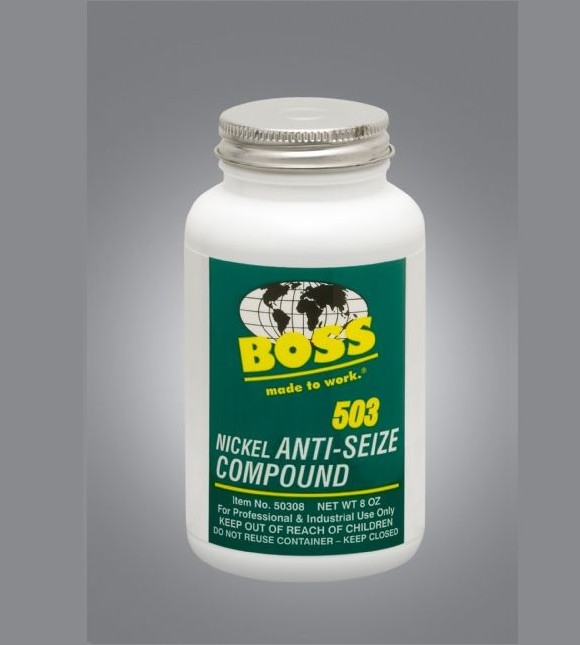 BOSS
made to work.®
503
NICKEL ANTI-SEIZE
COMPOUND
Item No. 50308 NET WT 8 OZ
For Professional & Industrial Use Only
KEEP OUT OF REACH OF CHILDREN
DO NOT REUSE CONTAINER – KEEP CLOSED